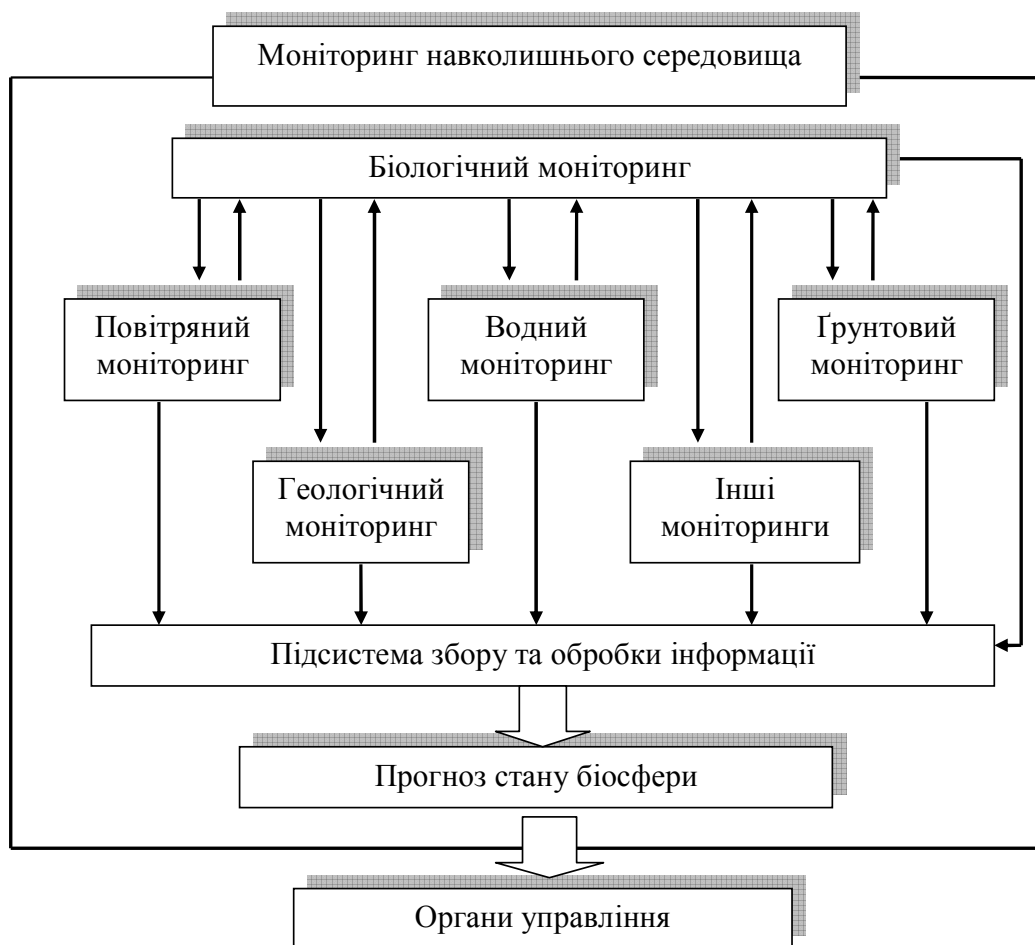 Моніторинг навколишнього середовища
Біологічний моніторинг
Повітряний
моніторинг
Водний
моніторинг
Ґрунтовий
моніторинг
Геологічний
моніторинг
Інші
моніторинги
Підсистема збору та обробки інформації
Прогноз стану біосфери
Органи управління